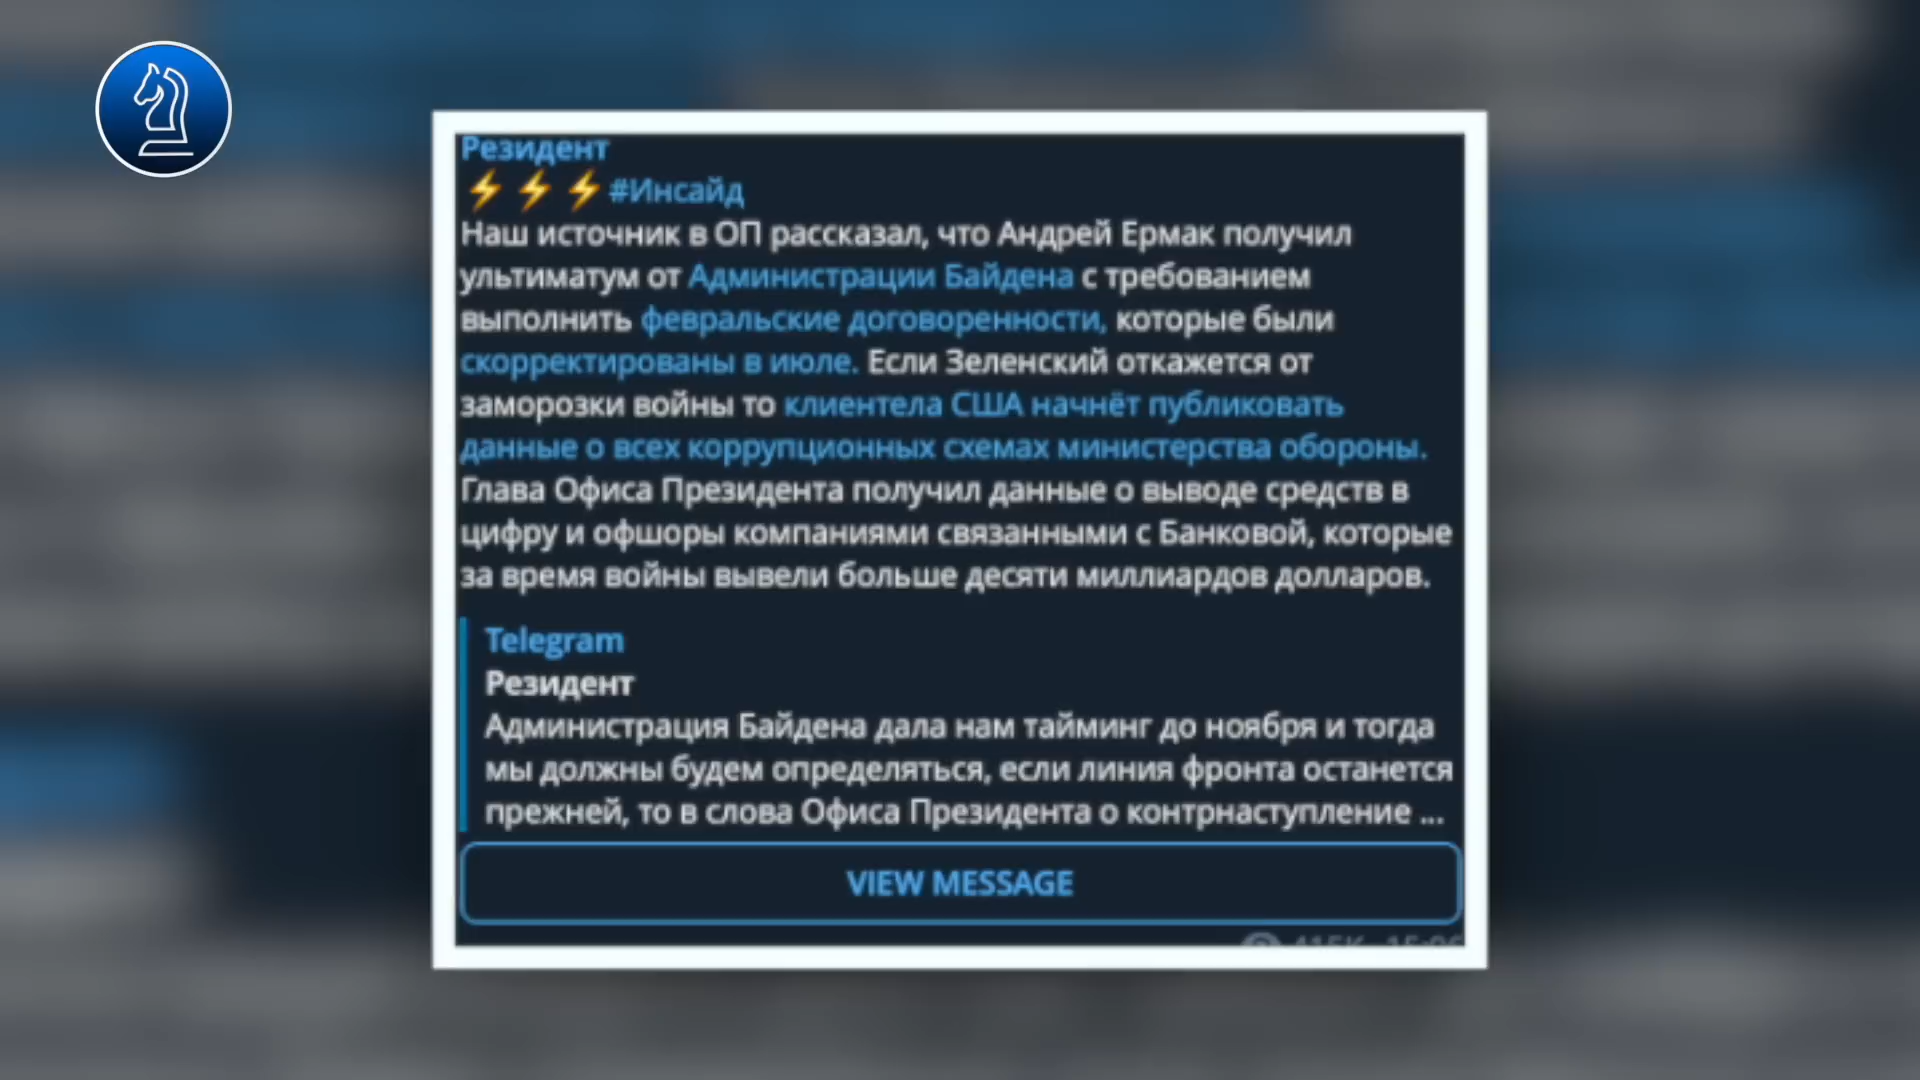 Резидент
⚡⚡⚡#Инсайд
Наш источник в ОП рассказал, что Андрей Ермак получил
ультиматум от Администрации Байдена с требованием
выполнить февральские договоренности, которые были
скорректированы в июле. Если Зеленский откажется от
заморозки войны то клиентела США начнёт публиковать
данные о всех коррупционных схемах министерства обороны.
Глава Офиса Президента получил данные о выводе средств в
цифру и офшоры компаниями связанными с Банковой, которые
за время войны вывели больше десяти миллиардов долларов.
Telegram
Резидент
Администрация Байдена дала нам тайминг до ноября и тогда
мы должны будем определяться, если линия фронта останется
прежней, то в слова Офиса Президента о контрнаступление ...
VIEW MESSAGE